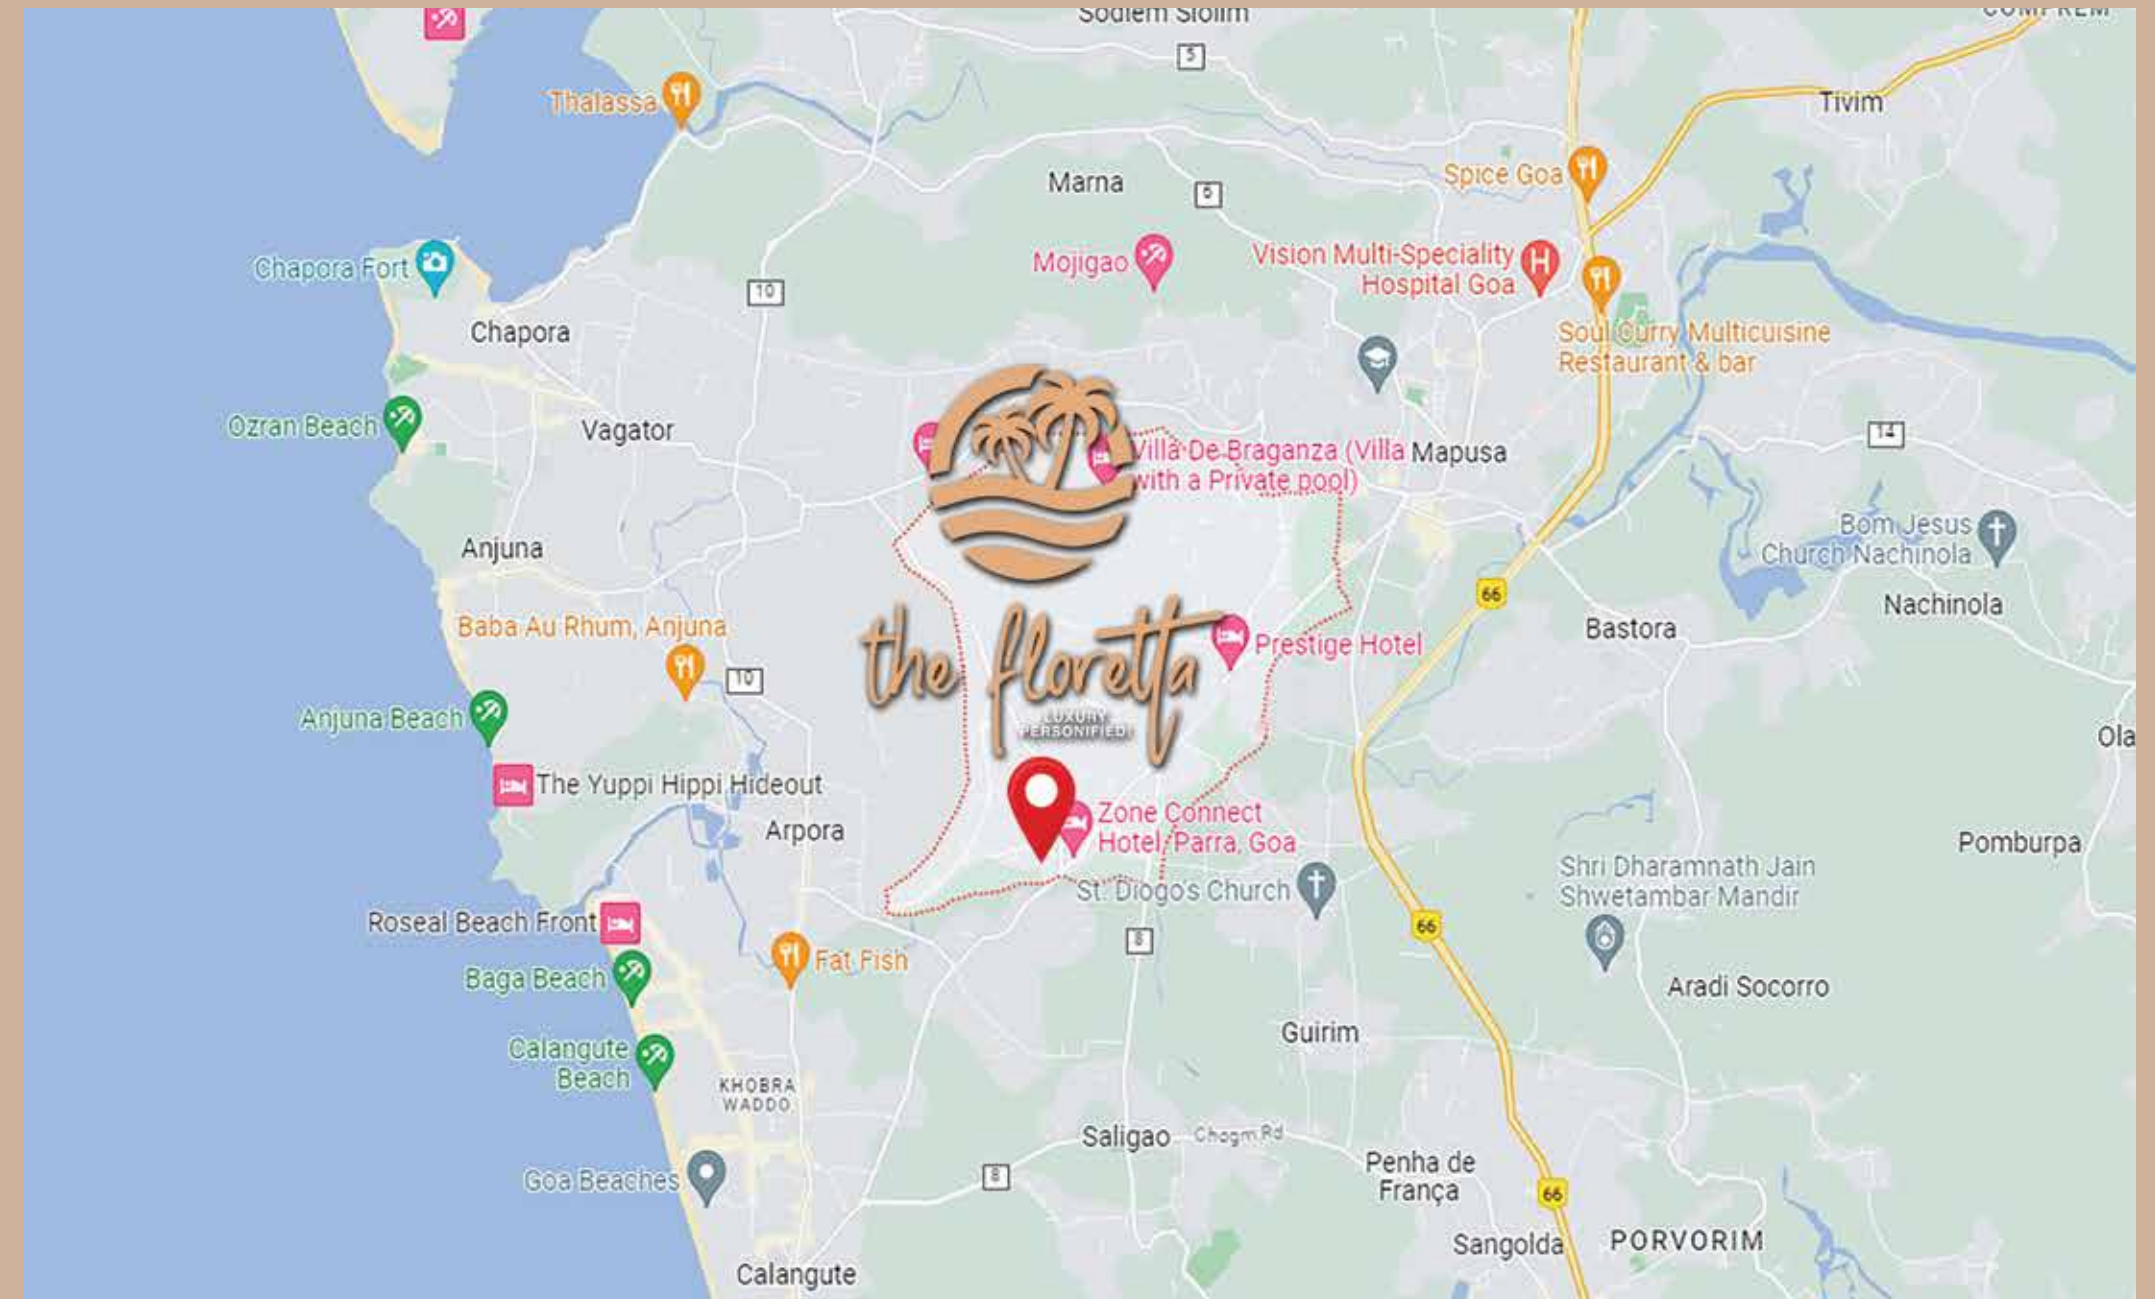 Sodiem Siolim
5
Thalassa
Tivim
Marna
6
Spice Goa
Chapora Fort
Mojigao
Vision Multi-Speciality
Hospital Goa
10
Chapora
Soul Curry Multicuisine
Restaurant & bar
Ozran Beach
Vagator
14
Villa De Braganza (Villa
with a Private pool)
Mapusa
Bom Jesus
Church Nachinola
Anjuna
66
Nachinola
Baba Au Rhum, Anjuna
the floretta
LUXURY
PERSONIFIED
Prestige Hotel
Bastora
10
Anjuna Beach
Ola
The Yuppi Hippi Hideout
Arpora
Zone Connect
Hotel, Parra, Goa
Pomburpa
St. Diogo's Church
Shri Dharamnath Jain
Shwetambar Mandir
Roseal Beach Front
66
8
Fat Fish
Baga Beach
Aradi Socorro
Guirim
Calangute
Beach
KHOBRA
WADDO
Saligao
Chogm Rd
Goa Beaches
8
Penha de
França
66
Sangolda
PORVORIM
Calangute